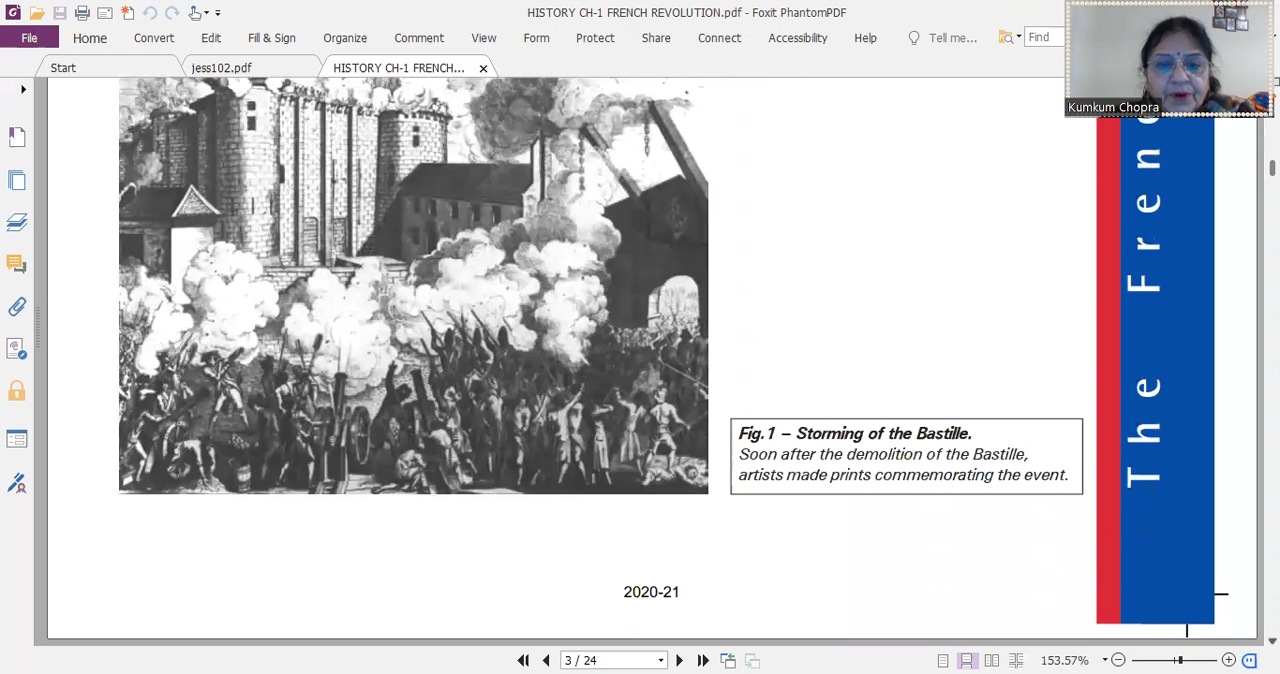 HISTORY CH-1 FRENCH REVOLUTION.pdf - Foxit PhantomPDF
File Home Convert Edit Fill & Sign Organize Comment View Form Protect Share Connect Accessibility Help Tell me... Find
Start jess102.pdf HISTORY CH-1 FRENCH...
Kumkum Chopra
The Frenc
Fig.1 – Storming of the Bastille.
Soon after the demolition of the Bastille,
artists made prints commemorating the event.
2020-21
3 / 24 153.57%